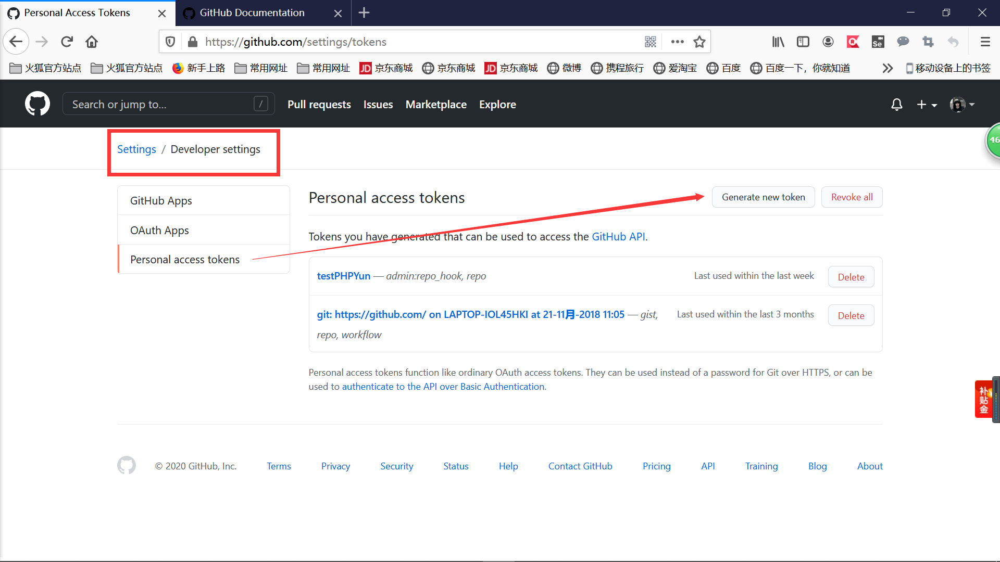 Personal Access Tokens
GitHub Documentation
https://github.com/settings/tokens
Se
火狐官方站点 火狐官方站点 新手上路 常用网址 常用网址 JD 京东商城 京东商城 JD 京东商城 微博 携程旅行 爱淘宝 百度 百度一下，你就知道 移动设备上的书签
Search or jump to... /
Pull requests Issues Marketplace Explore
46
Settings / Developer settings
GitHub Apps
OAuth Apps
Personal access tokens
Personal access tokens
Generate new token
Revoke all
Tokens you have generated that can be used to access the GitHub API.
testPHPYun — admin:repo_hook, repo
Last used within the last week
Delete
git: https://github.com/ on LAPTOP-IOL45HKI at 21-11月-2018 11:05 — gist,
repo, workflow
Last used within the last 3 months
Delete
Personal access tokens function like ordinary OAuth access tokens. They can be used instead of a password for Git over HTTPS, or can be
used to authenticate to the API over Basic Authentication.
补贴金
© 2020 GitHub, Inc. Terms Privacy Security Status Help Contact GitHub Pricing API Training Blog About